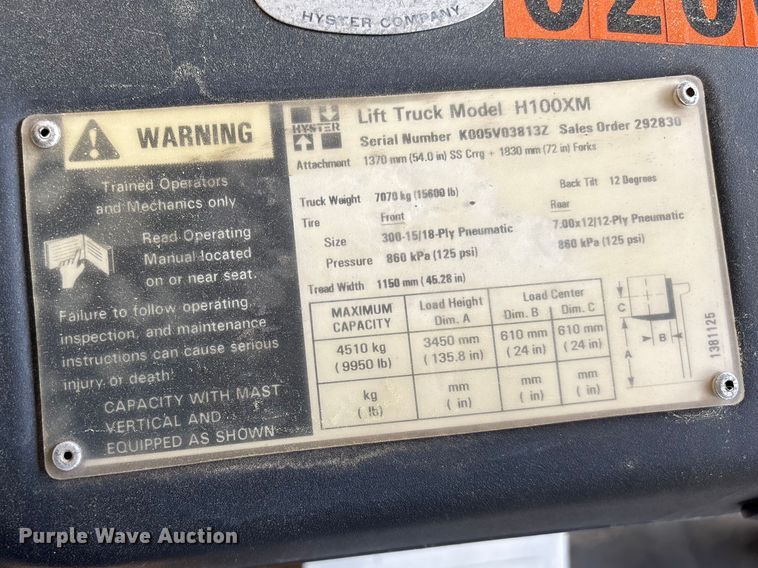 HYSTER COMPANY
WARNING
Trained Operators
and Mechanics only
Read Operating
Manual located
on or near seat.
Failure to follow operating,
inspection, and maintenance
instructions can cause serious
injury or death!
CAPACITY WITH MAST
VERTICAL AND
EQUIPPED AS SHOWN
HYSTER
Lift Truck Model H100XM
Serial Number K005V03813Z Sales Order 292830
Attachment 1370 mm (54.0 in) SS Crrg + 1830 mm (72 in) Forks
Truck Weight 7070 kg (15600 lb) Back Tilt 12 Degrees
Tire Front Rear
Size 300-15/18-Ply Pneumatic 7.00x12/12-Ply Pneumatic
Pressure 860 kPa (125 psi) 860 kPa (125 psi)
Tread Width 1150 mm (45.28 in)
MAXIMUM CAPACITY Load Height Dim. A Load Center Dim. B Dim. C
4510 kg 3450 mm 610 mm 610 mm
(9950 lb) (135.8 in) (24 in) (24 in)
kg mm mm mm
( lb) ( in) ( in) ( in)
C
A
B
1381125
Purple Wave Auction